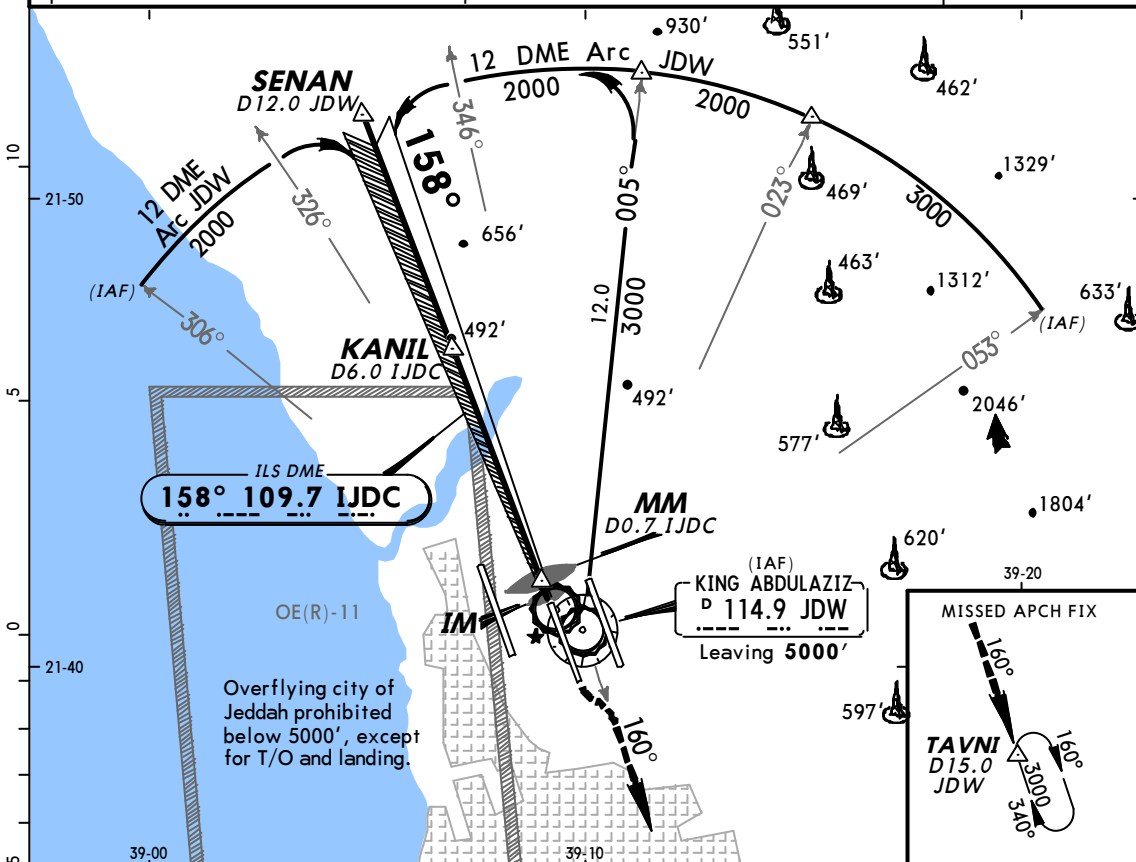 930'
551'
12 DME Arc JDW
2000
2000
462'
SENAN
D12.0 JDW
346°
158°
10
21-50
12 DME
Arc JDW
2000
326°
656'
005°
023°
469'
1329'
3000
(IAF)
306°
12.0
3000
463'
1312'
633'
(IAF)
053°
KANIL
D6.0 IJDC
492'
5
492'
2046'
577'
ILS DME
158° 109.7 IJDC
MM
D0.7 IJDC
1804'
620'
(IAF)
KING ABDULAZIZ
D 114.9 JDW
Leaving 5000'
39-20
OE(R)-11
IM
0
21-40
MISSED APCH FIX
160°
597'
TAVNI
D15.0
JDW
160°
3000
340°
Overflying city of
Jeddah prohibited
below 5000', except
for T/O and landing.
160°
39-00
39-10